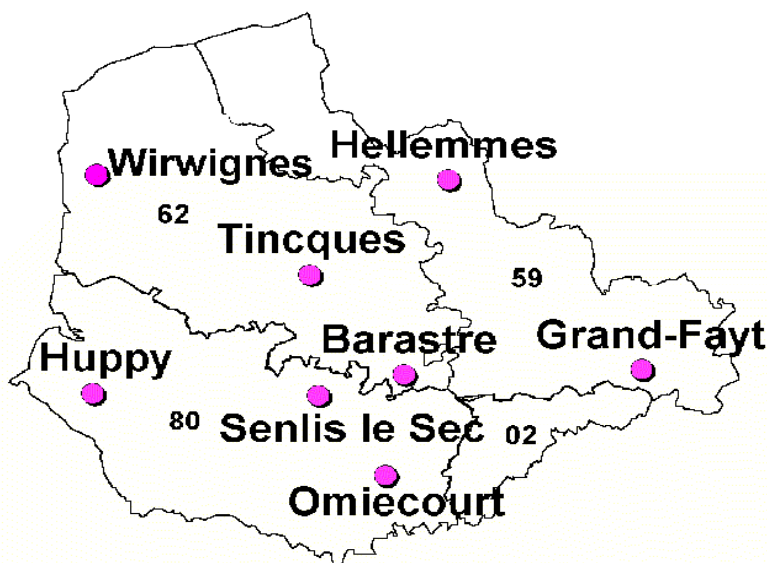 Hellemmes
Wirwignes
62
Tincques
59
Barastre
Grand-Fayt
Huppy
80
Senlis le Sec
02
Omiecourt